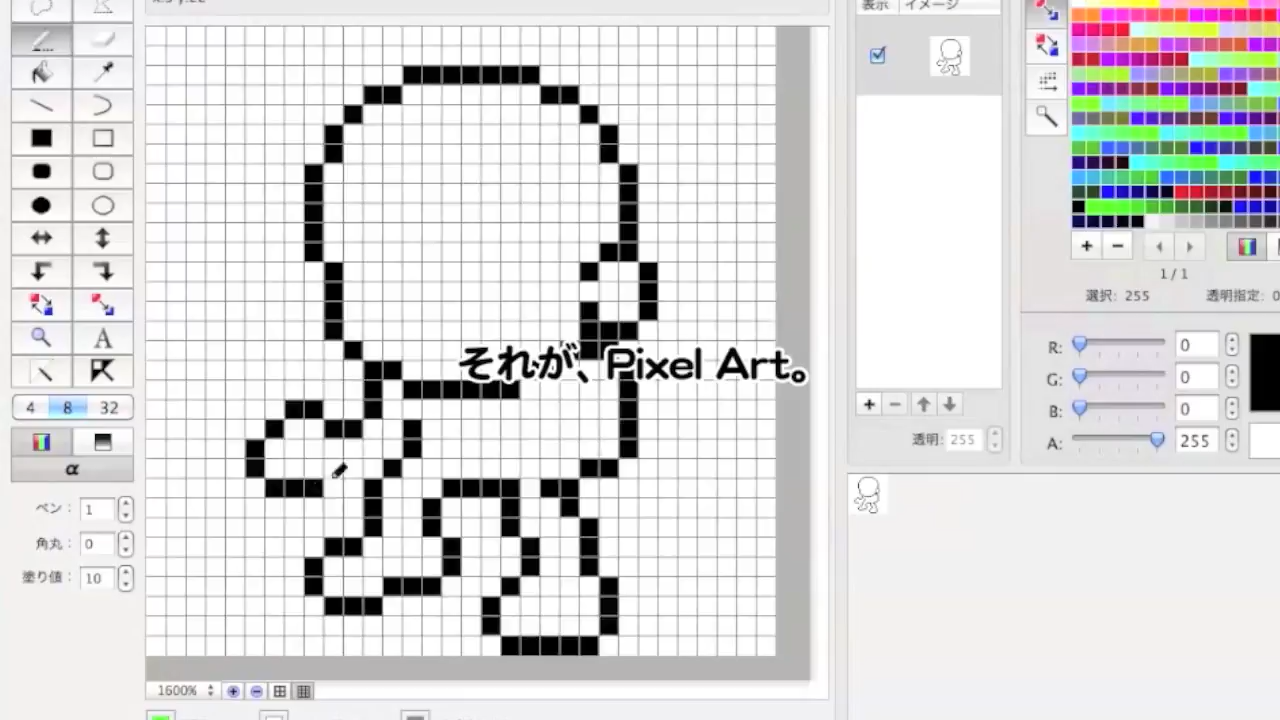 表示 イメージ
それが、Pixel Art。
4 8 32
α
ペン: 1
角丸: 0
塗り値: 10
A
1600%
透明: 255
1/1
選択: 255
透明指定: 0
R: 0
G: 0
B: 0
A: 255